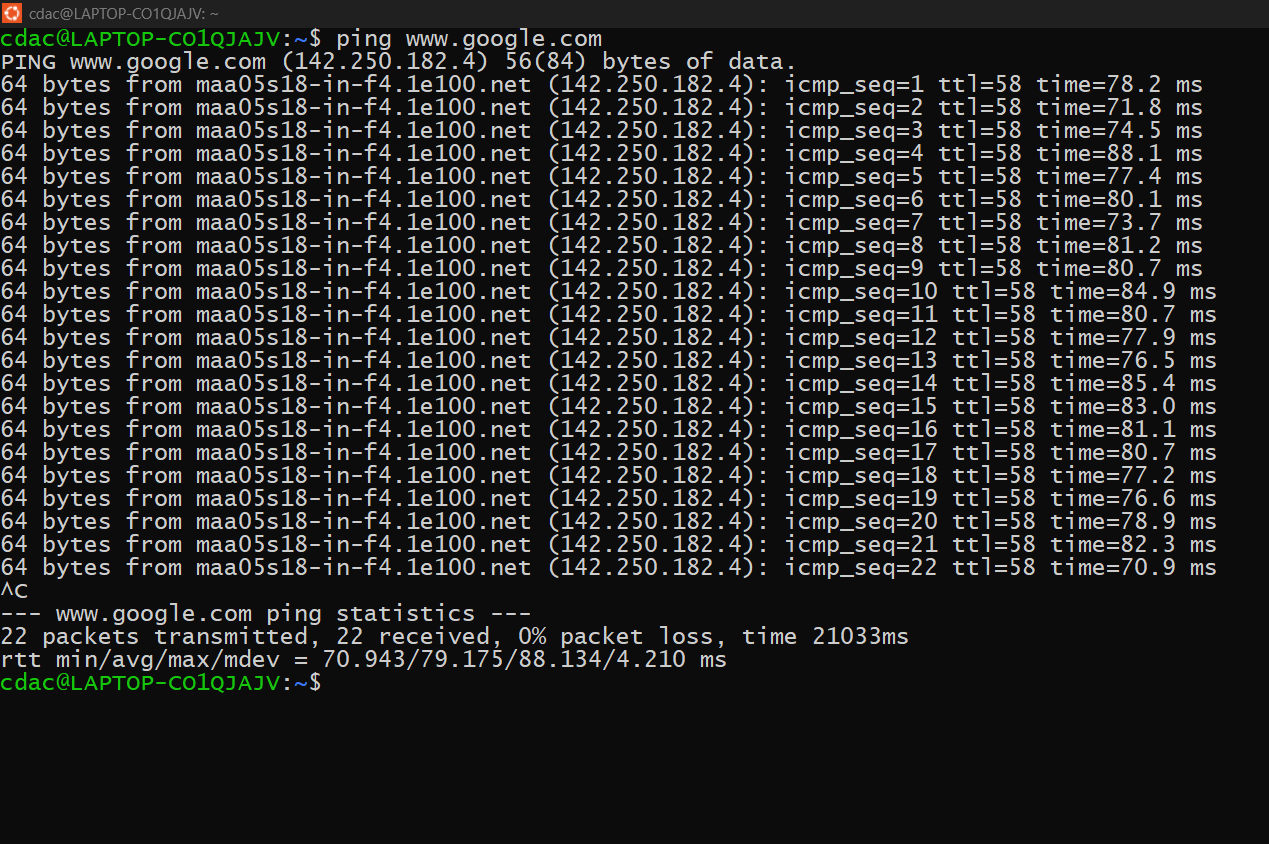 cdac@LAPTOP-CO1QJAJV: ~
cdac@LAPTOP-CO1QJAJV:~$ ping www.google.com
PING www.google.com (142.250.182.4) 56(84) bytes of data.
64 bytes from maa05s18-in-f4.1e100.net (142.250.182.4): icmp_seq=1 ttl=58 time=78.2 ms
64 bytes from maa05s18-in-f4.1e100.net (142.250.182.4): icmp_seq=2 ttl=58 time=71.8 ms
64 bytes from maa05s18-in-f4.1e100.net (142.250.182.4): icmp_seq=3 ttl=58 time=74.5 ms
64 bytes from maa05s18-in-f4.1e100.net (142.250.182.4): icmp_seq=4 ttl=58 time=88.1 ms
64 bytes from maa05s18-in-f4.1e100.net (142.250.182.4): icmp_seq=5 ttl=58 time=77.4 ms
64 bytes from maa05s18-in-f4.1e100.net (142.250.182.4): icmp_seq=6 ttl=58 time=80.1 ms
64 bytes from maa05s18-in-f4.1e100.net (142.250.182.4): icmp_seq=7 ttl=58 time=73.7 ms
64 bytes from maa05s18-in-f4.1e100.net (142.250.182.4): icmp_seq=8 ttl=58 time=81.2 ms
64 bytes from maa05s18-in-f4.1e100.net (142.250.182.4): icmp_seq=9 ttl=58 time=80.7 ms
64 bytes from maa05s18-in-f4.1e100.net (142.250.182.4): icmp_seq=10 ttl=58 time=84.9 ms
64 bytes from maa05s18-in-f4.1e100.net (142.250.182.4): icmp_seq=11 ttl=58 time=80.7 ms
64 bytes from maa05s18-in-f4.1e100.net (142.250.182.4): icmp_seq=12 ttl=58 time=77.9 ms
64 bytes from maa05s18-in-f4.1e100.net (142.250.182.4): icmp_seq=13 ttl=58 time=76.5 ms
64 bytes from maa05s18-in-f4.1e100.net (142.250.182.4): icmp_seq=14 ttl=58 time=85.4 ms
64 bytes from maa05s18-in-f4.1e100.net (142.250.182.4): icmp_seq=15 ttl=58 time=83.0 ms
64 bytes from maa05s18-in-f4.1e100.net (142.250.182.4): icmp_seq=16 ttl=58 time=81.1 ms
64 bytes from maa05s18-in-f4.1e100.net (142.250.182.4): icmp_seq=17 ttl=58 time=80.7 ms
64 bytes from maa05s18-in-f4.1e100.net (142.250.182.4): icmp_seq=18 ttl=58 time=77.2 ms
64 bytes from maa05s18-in-f4.1e100.net (142.250.182.4): icmp_seq=19 ttl=58 time=76.6 ms
64 bytes from maa05s18-in-f4.1e100.net (142.250.182.4): icmp_seq=20 ttl=58 time=78.9 ms
64 bytes from maa05s18-in-f4.1e100.net (142.250.182.4): icmp_seq=21 ttl=58 time=82.3 ms
64 bytes from maa05s18-in-f4.1e100.net (142.250.182.4): icmp_seq=22 ttl=58 time=70.9 ms
^C
--- www.google.com ping statistics ---
22 packets transmitted, 22 received, 0% packet loss, time 21033ms
rtt min/avg/max/mdev = 70.943/79.175/88.134/4.210 ms
cdac@LAPTOP-CO1QJAJV:~$